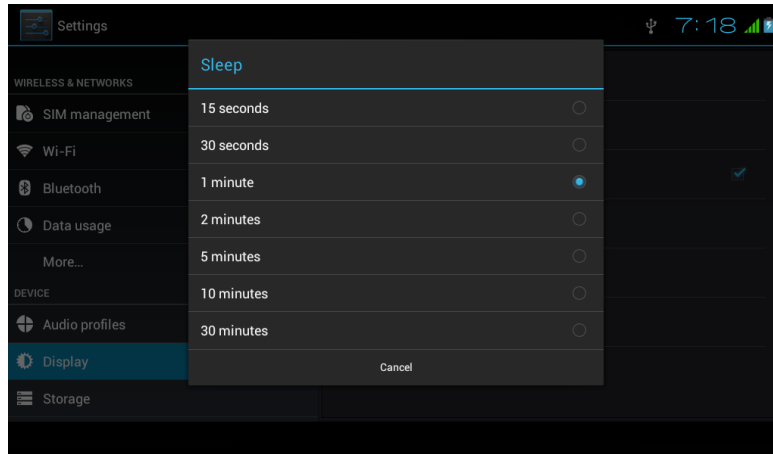 Settings
7:18
WIRELESS & NETWORKS
SIM management
Wi-Fi
Bluetooth
Data usage
More...
DEVICE
Audio profiles
Display
Storage
Sleep
15 seconds
30 seconds
1 minute
2 minutes
5 minutes
10 minutes
30 minutes
Cancel